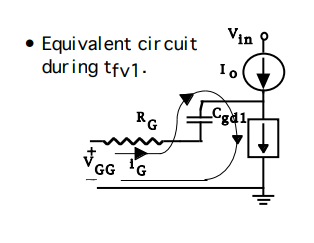 • Equivalent circuit
during tfv1.
Vin
Io
Cgd1
RG
+
VGG
iG
−